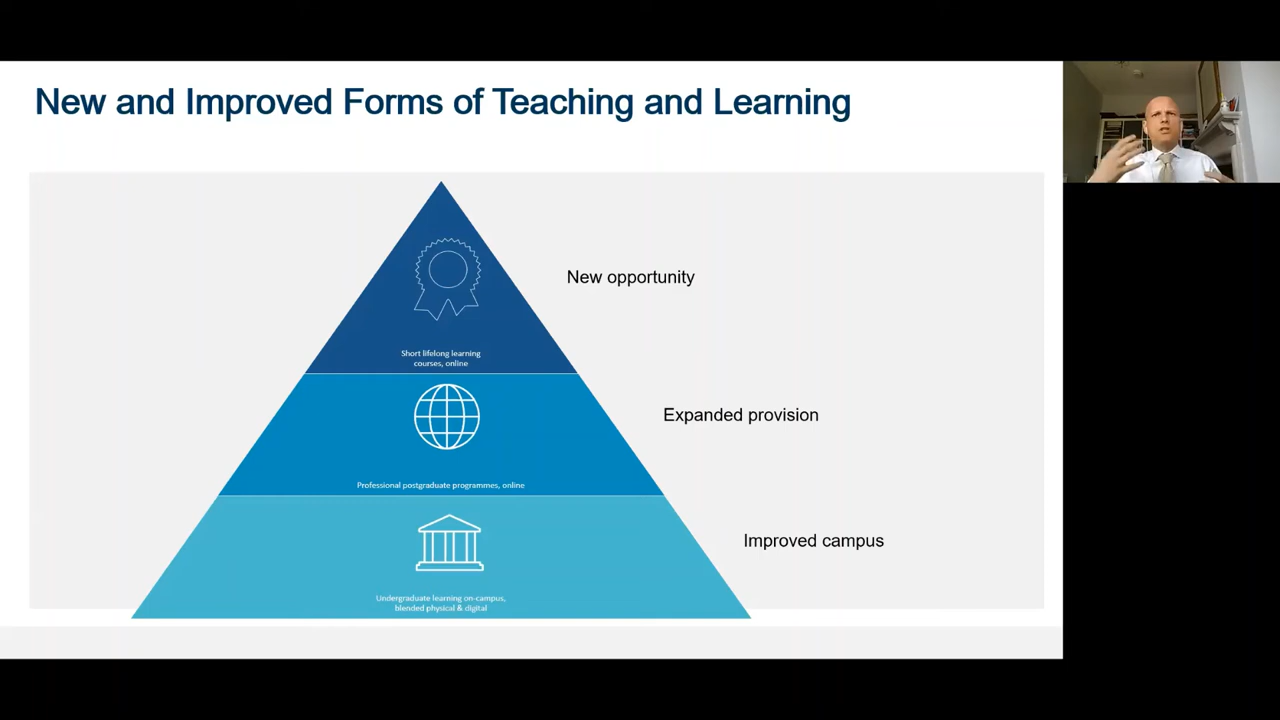 New and Improved Forms of Teaching and Learning
New opportunity
Short lifelong learning
courses, online
Expanded provision
Professional postgraduate programmes, online
Improved campus
Undergraduate learning on-campus,
blended physical & digital